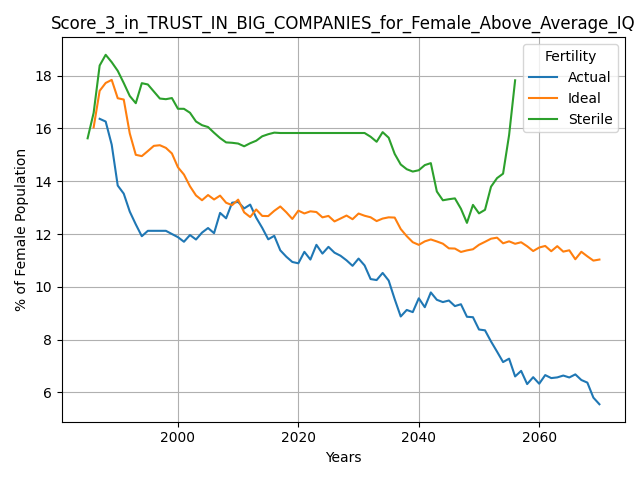 Score_3_in_TRUST_IN_BIG_COMPANIES_for_Female_Above_Average_IQ
Fertility
Actual
Ideal
Sterile
% of Female Population
18
16
14
12
10
8
6
2000 2020 2040 2060
Years